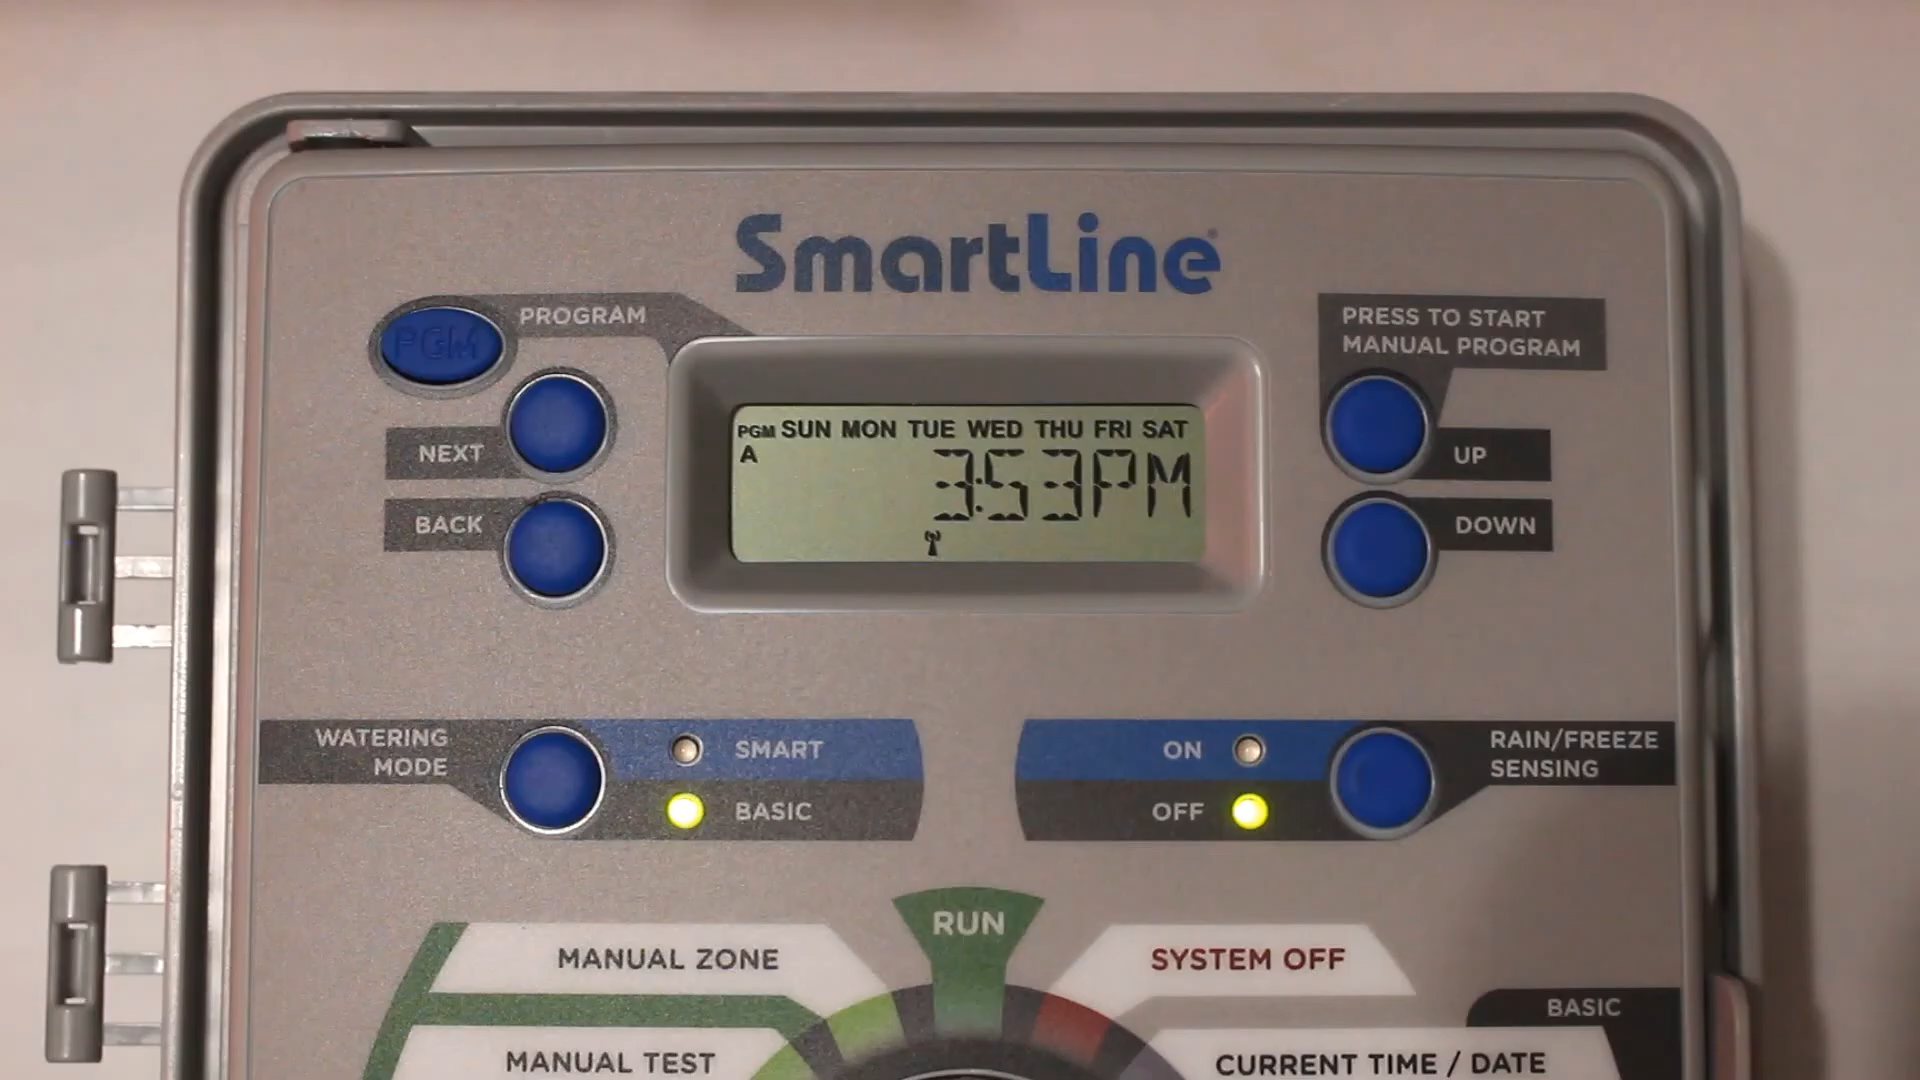 SmartLine
PGM
PROGRAM
NEXT
BACK
PGM SUN MON TUE WED THU FRI SAT
A
3:53PM
PRESS TO START
MANUAL PROGRAM
UP
DOWN
WATERING
MODE
SMART
BASIC
ON
OFF
RAIN/FREEZE
SENSING
RUN
MANUAL ZONE
SYSTEM OFF
BASIC
MANUAL TEST
CURRENT TIME / DATE